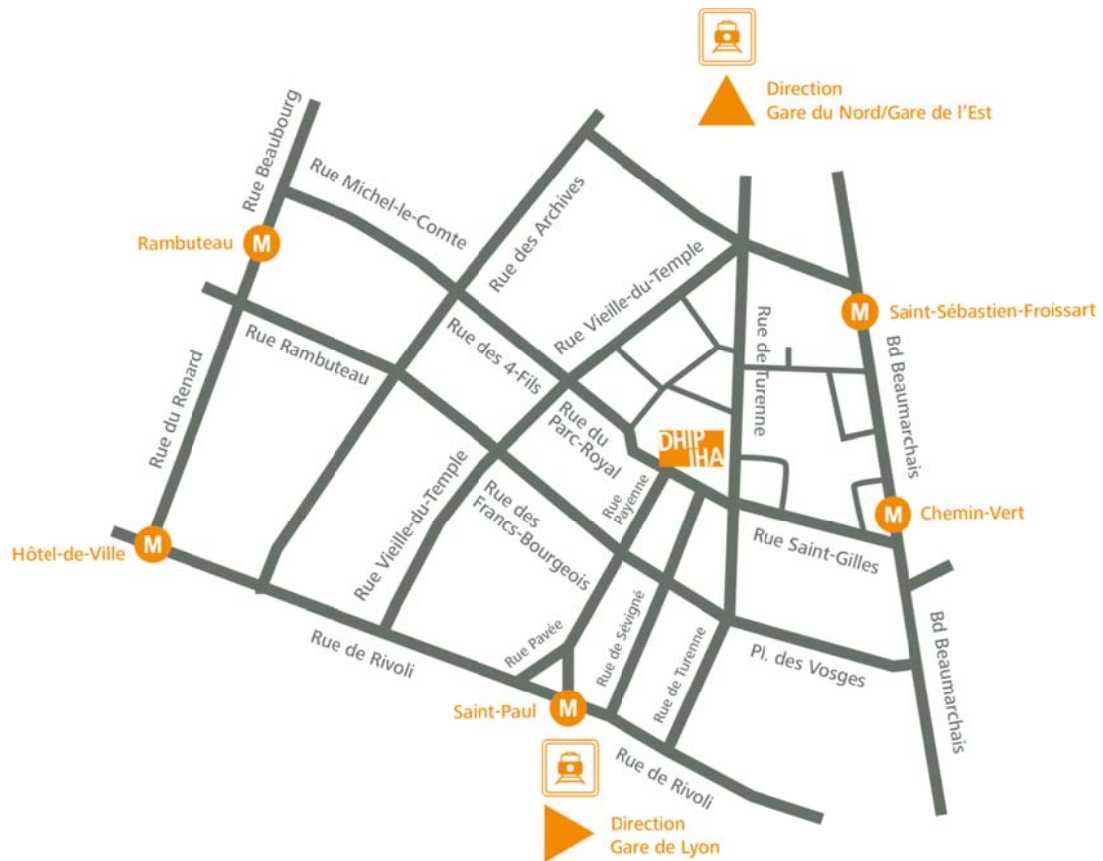 Direction
Gare du Nord/Gare de l'Est
Rue Beaubourg
Rue Michel-le-Comte
Rue des Archives
Rambuteau
M
Rue Vieille-du-Temple
Saint-Sébastien-Froissart
M
Rue Rambuteau
Rue des 4-Fils
Rue de Turenne
Bd Beaumarchais
Rue du Renard
Rue du
Parc-Royal
DHIP
IHA
Rue
Payenne
Chemin-Vert
M
Hôtel-de-Ville
M
Rue Vieille-du-Temple
Rue des
Francs-Bourgeois
Rue Saint-Gilles
Rue de Rivoli
Rue Pavée
Rue de Sévigné
Rue de Turenne
Pl. des Vosges
Bd Beaumarchais
Saint-Paul
M
Rue de Rivoli
Direction
Gare de Lyon